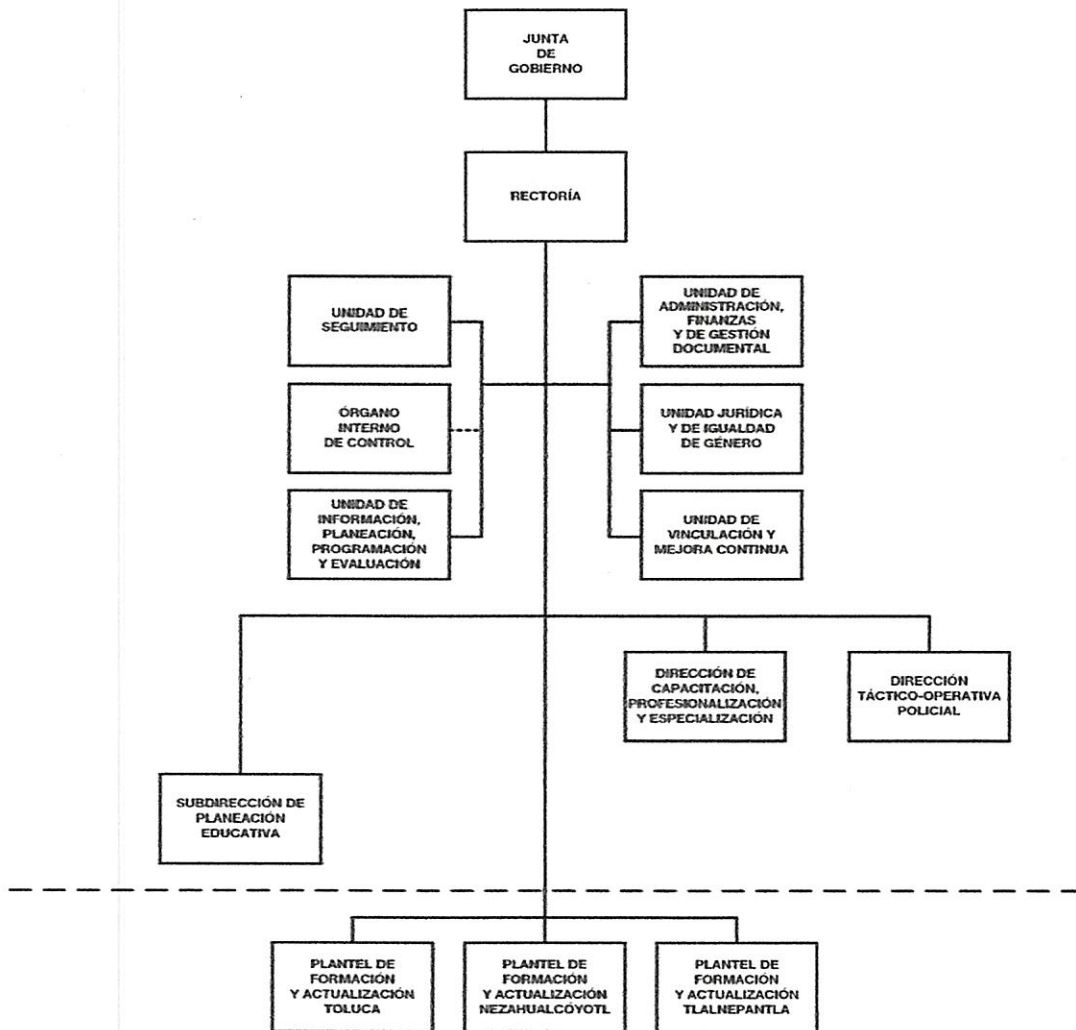 JUNTA
DE
GOBIERNO
RECTORÍA
UNIDAD DE
SEGUIMIENTO
UNIDAD DE
ADMINISTRACIÓN,
FINANZAS
Y DE GESTIÓN
DOCUMENTAL
ÓRGANO
INTERNO
DE CONTROL
UNIDAD JURÍDICA
Y DE IGUALDAD
DE GÉNERO
UNIDAD DE
INFORMACIÓN,
PLANEACIÓN,
PROGRAMACIÓN
Y EVALUACIÓN
UNIDAD DE
VINCULACIÓN Y
MEJORA CONTINUA
DIRECCIÓN DE
CAPACITACIÓN,
PROFESIONALIZACIÓN
Y ESPECIALIZACIÓN
DIRECCIÓN
TÁCTICO-OPERATIVA
POLICIAL
SUBDIRECCIÓN DE
PLANEACIÓN
EDUCATIVA
PLANTEL DE
FORMACIÓN
Y ACTUALIZACIÓN
TOLUCA
PLANTEL DE
FORMACIÓN
Y ACTUALIZACIÓN
NEZAHUALCÓYOTL
PLANTEL DE
FORMACIÓN
Y ACTUALIZACIÓN
TLALNEPANTLA